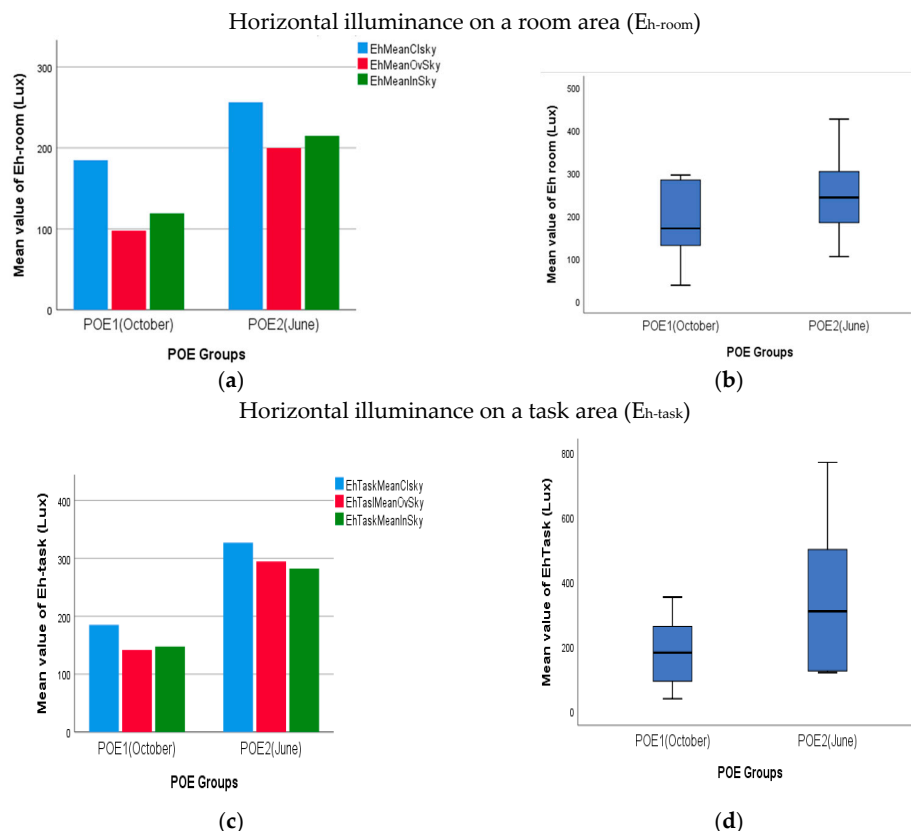 Horizontal illuminance on a room area (Eh-room)
EhMeanClsky
EhMeanOvSky
EhMeanInSky
Mean value of Eh-room (Lux)
300
200
100
0
POE1(October)
POE2(June)
POE Groups
(a)
Mean value of Eh room (Lux)
500
400
300
200
100
0
POE1(October)
POE2(June)
POE Groups
(b)
Horizontal illuminance on a task area (Eh-task)
EhTaskMeanClsky
EhTaslMeanOvSky
EhTaskMeanInSky
Mean value of Eh-task (Lux)
400
300
200
100
0
POE1(October)
POE2(June)
POE Groups
(c)
Mean value of EhTask (Lux)
800
600
400
200
0
POE1(October)
POE2(June)
POE Groups
(d)